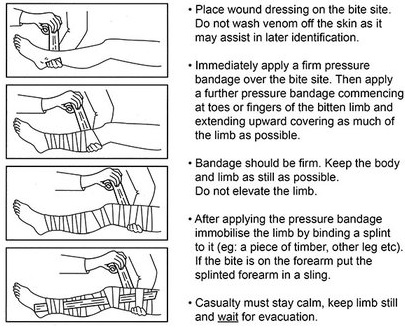 • Place wound dressing on the bite site.
Do not wash venom off the skin as it
may assist in later identification.
• Immediately apply a firm pressure
bandage over the bite site. Then apply
a further pressure bandage commencing
at toes or fingers of the bitten limb and
extending upward covering as much of
the limb as possible.
• Bandage should be firm. Keep the body
and limb as still as possible.
Do not elevate the limb.
• After applying the pressure bandage
immobilise the limb by binding a splint
to it (eg: a piece of timber, other leg etc).
If the bite is on the forearm put the
splinted forearm in a sling.
• Casualty must stay calm, keep limb still
and wait for evacuation.